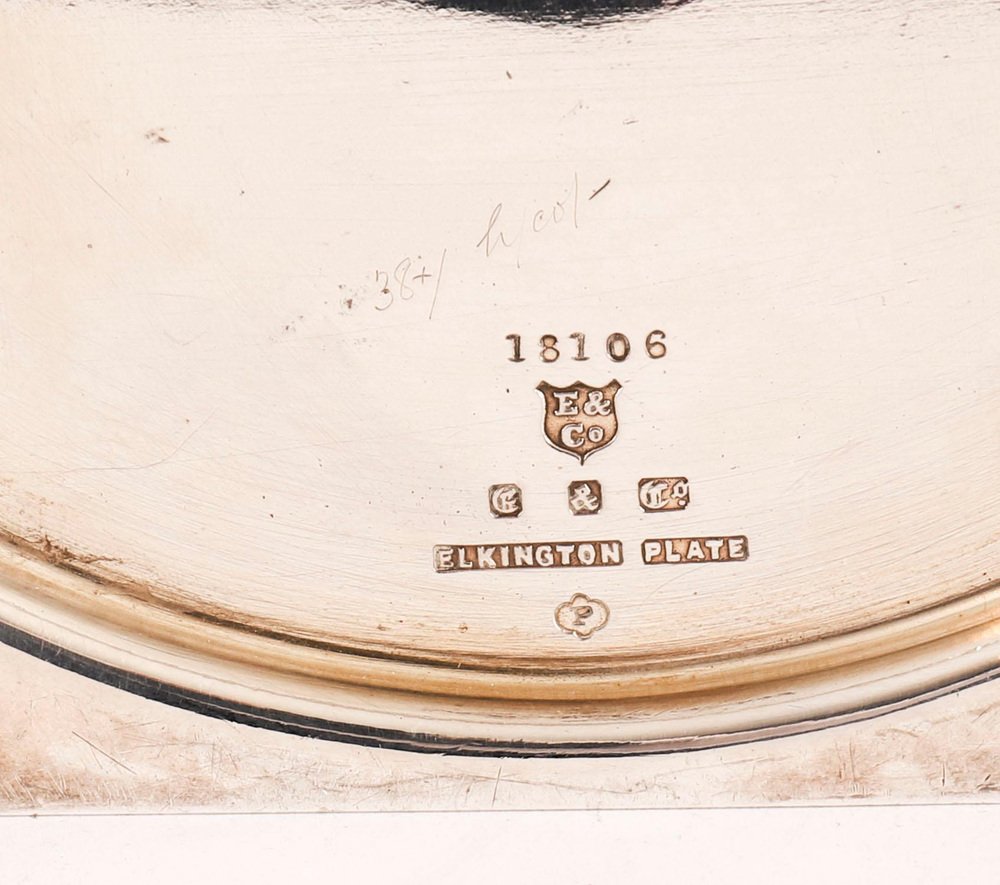 38+/
18106
E &
Co
E & Co
ELKINGTON PLATE
P